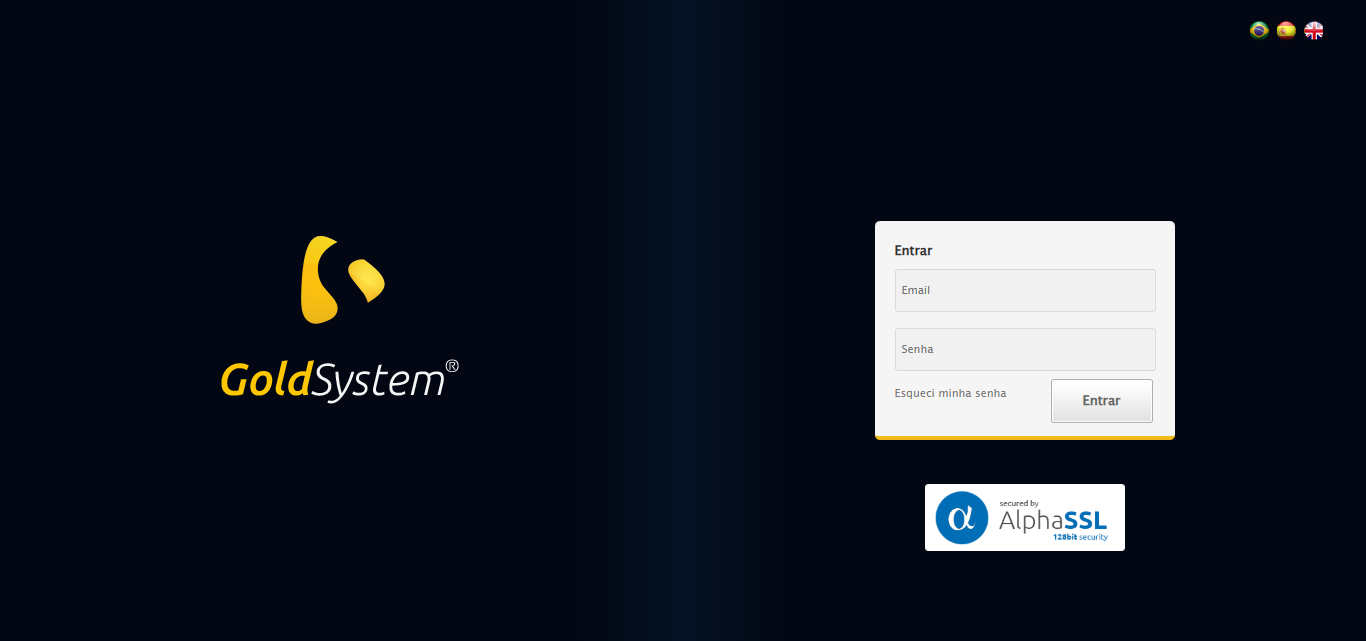 GoldSystem®
Entrar
Email
Senha
Esqueci minha senha
Entrar
α
secured by
AlphaSSL
128bit security